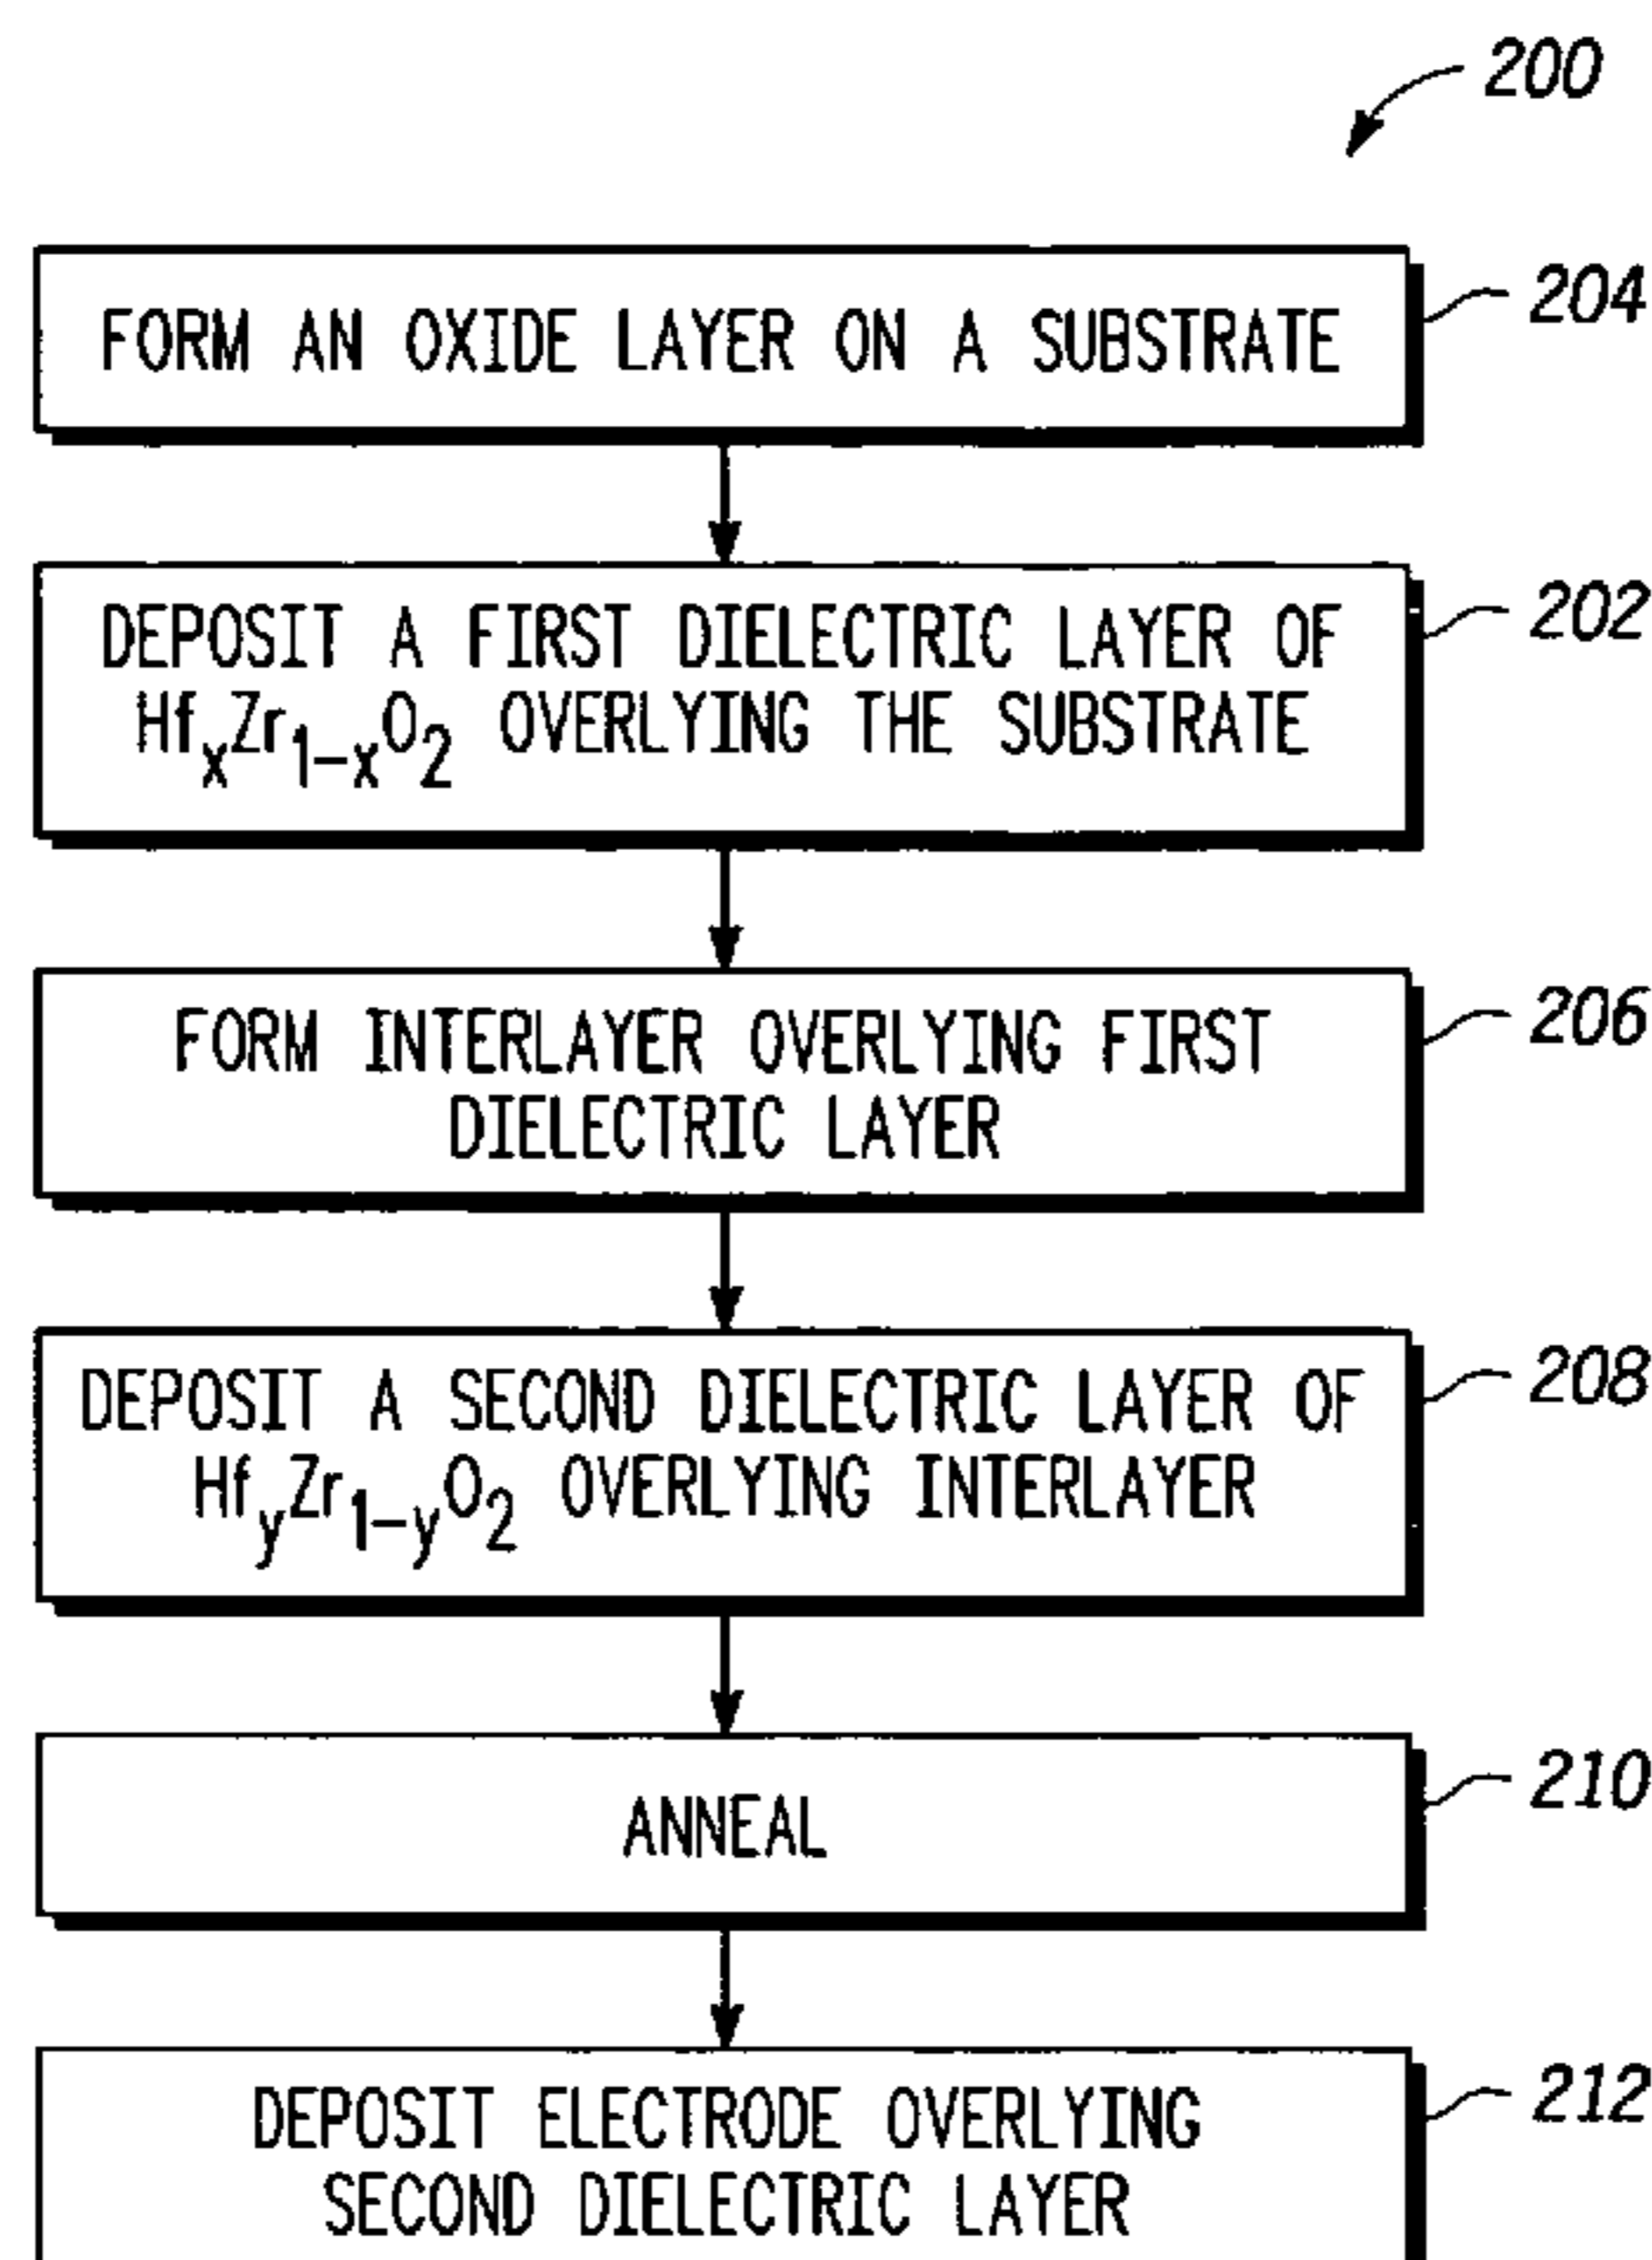 200
FORM AN OXIDE LAYER ON A SUBSTRATE
204
DEPOSIT A FIRST DIELECTRIC LAYER OF
HfₓZr₁₋ₓO₂ OVERLYING THE SUBSTRATE
202
FORM INTERLAYER OVERLYING FIRST
DIELECTRIC LAYER
206
DEPOSIT A SECOND DIELECTRIC LAYER OF
HfyZr1-yO2 OVERLYING INTERLAYER
208
ANNEAL
210
DEPOSIT ELECTRODE OVERLYING
SECOND DIELECTRIC LAYER
212